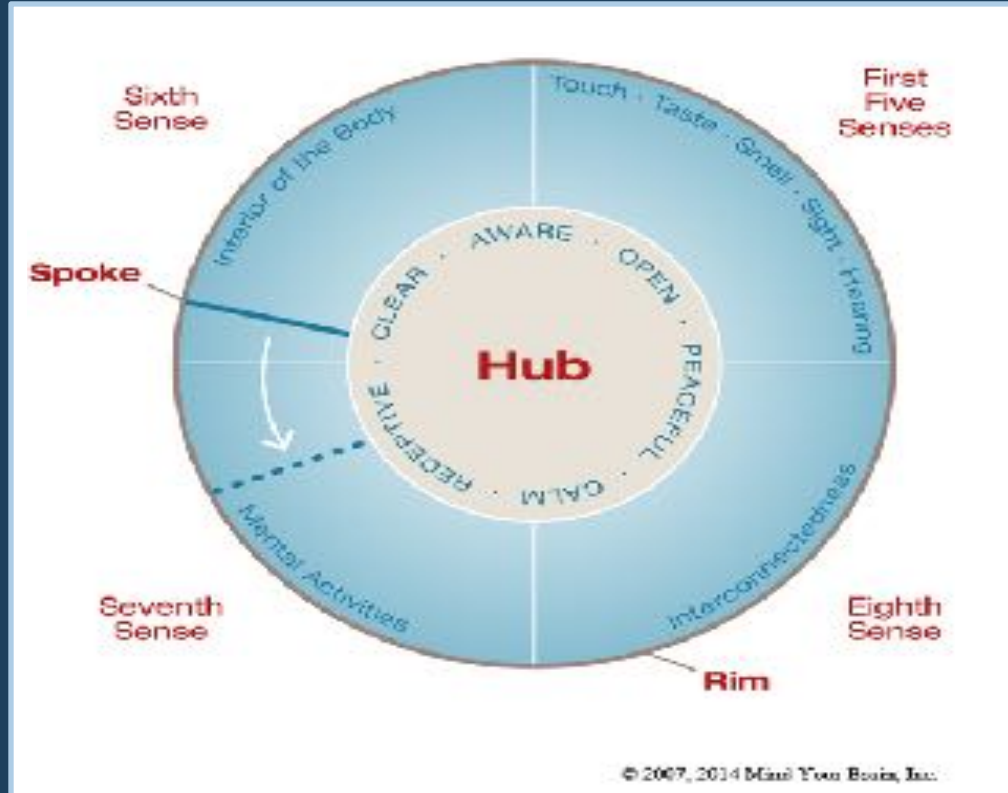 Sixth
Sense
First
Five
Senses
Interior of the Body
Touch · Taste · Smell · Sight · Hearing
Spoke
CLEAR · AWARE · OPEN · PEACEFUL · CALM · RECEPTIVE ·
Hub
Mental Activities
Interconnectedness
Seventh
Sense
Eighth
Sense
Rim
© 2007, 2014 Mind Your Brain, Inc.